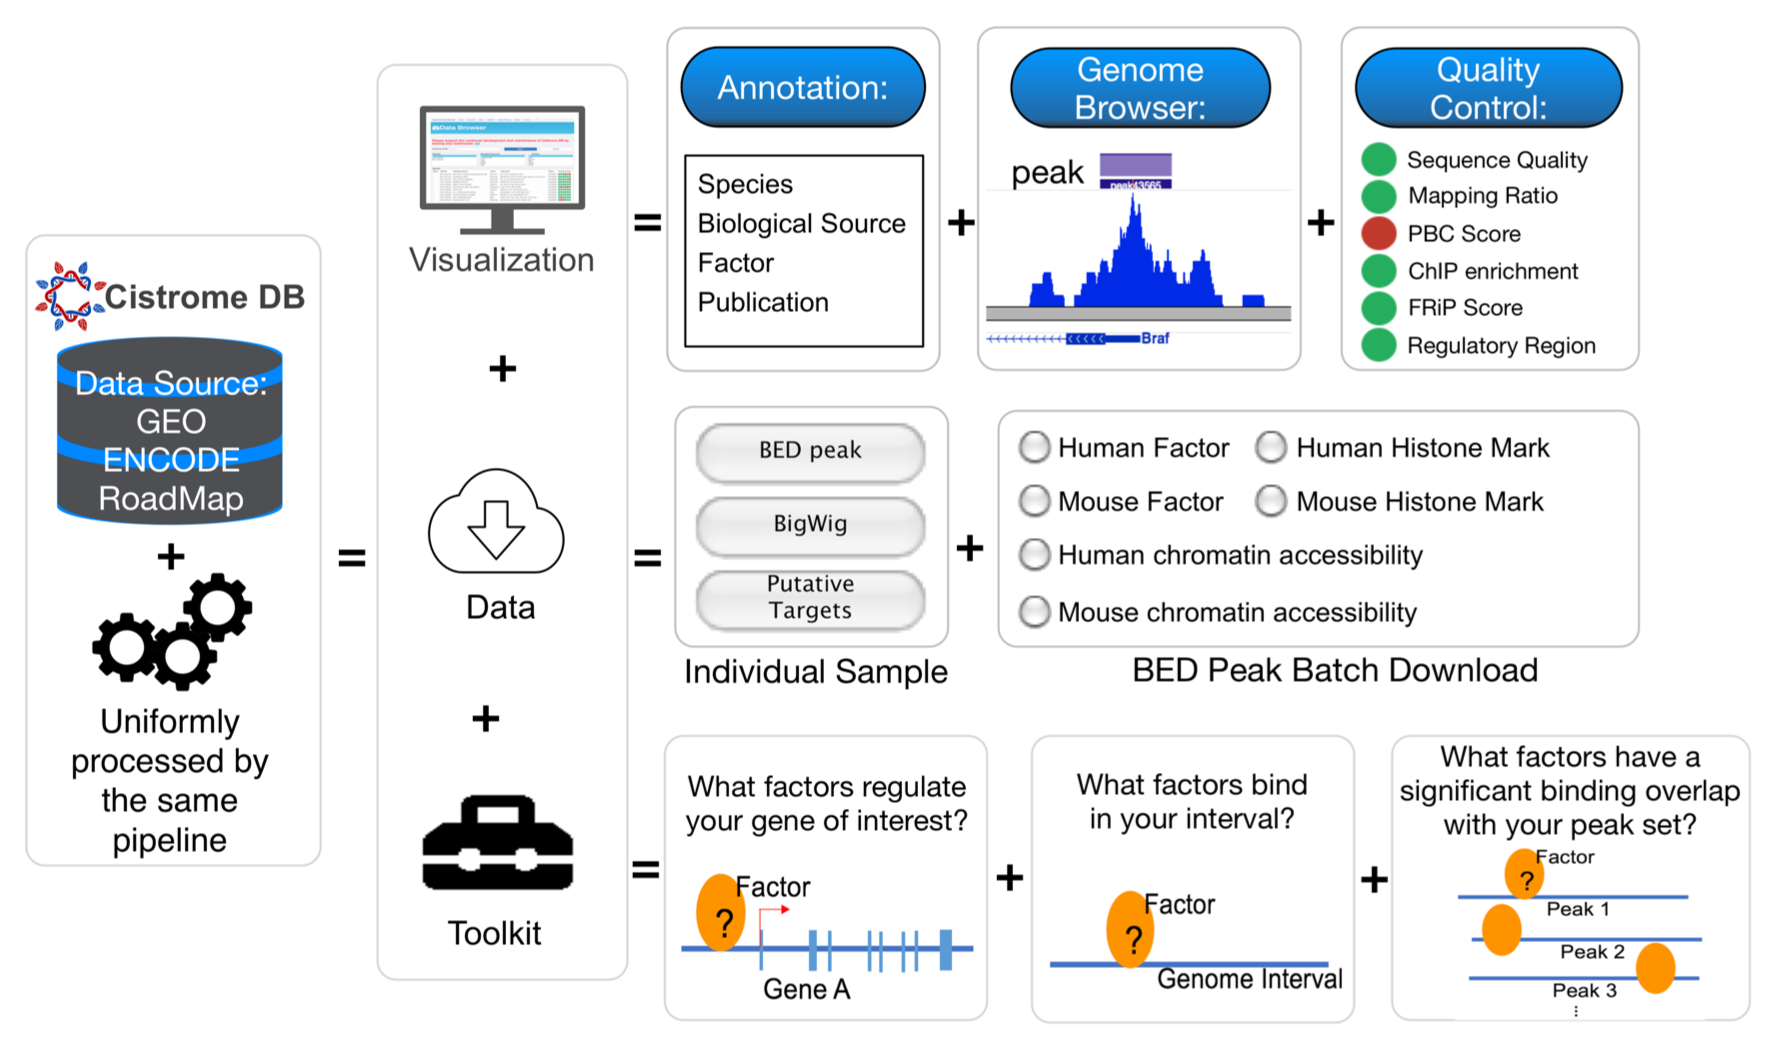 Cistrome DB
Data Source:
GEO
ENCODE
RoadMap
+
Uniformly
processed by
the same
pipeline
=
Data Browser
Visualization
+
Data
+
Toolkit
=
Annotation:
Species
Biological Source
Factor
Publication
+
Genome
Browser:
peak
peak43565
Braf
+
Quality
Control:
Sequence Quality
Mapping Ratio
PBC Score
ChIP enrichment
FRiP Score
Regulatory Region
=
BED peak
BigWig
Putative
Targets
Individual Sample
+
Human Factor
Human Histone Mark
Mouse Factor
Mouse Histone Mark
Human chromatin accessibility
Mouse chromatin accessibility
BED Peak Batch Download
=
What factors regulate
your gene of interest?
Factor
?
Gene A
+
What factors bind
in your interval?
Factor
?
Genome Interval
+
What factors have a
significant binding overlap
with your peak set?
Factor
?
Peak 1
Peak 2
Peak 3
⋮